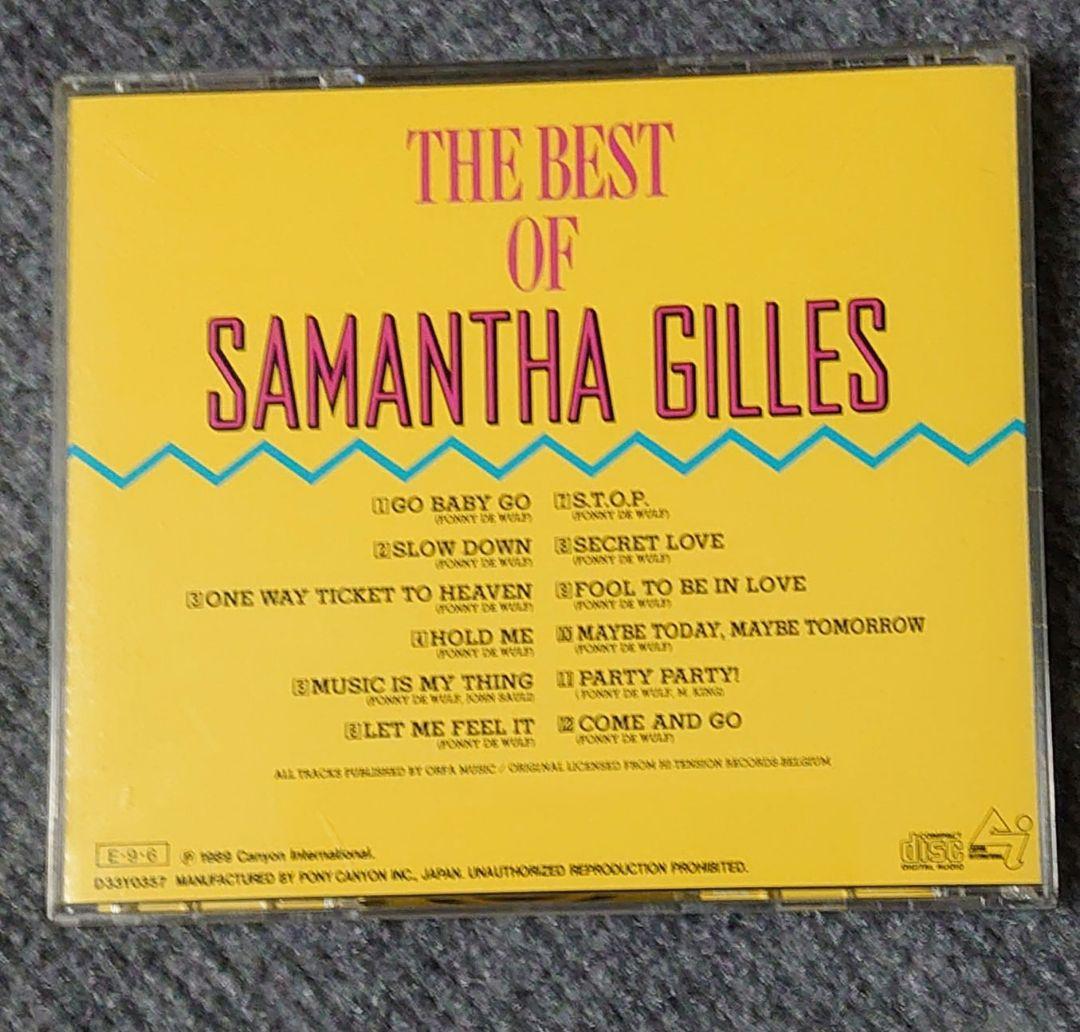 THE BEST
OF
SAMANTHA GILLES
1 GO BABY GO
(FONNY DE WULF)
2 SLOW DOWN
(FONNY DE WULF)
3 ONE WAY TICKET TO HEAVEN
(FONNY DE WULF)
4 HOLD ME
(FONNY DE WULF)
5 MUSIC IS MY THING
(FONNY DE WULF, JOHN SAULI)
6 LET ME FEEL IT
(FONNY DE WULF)
7 S.T.O.P.
(FONNY DE WULF)
8 SECRET LOVE
(FONNY DE WULF)
9 FOOL TO BE IN LOVE
(FONNY DE WULF)
10 MAYBE TODAY, MAYBE TOMORROW
(FONNY DE WULF)
11 PARTY PARTY!
(FONNY DE WULF, M. KING)
12 COME AND GO
(FONNY DE WULF)
ALL TRACKS PUBLISHED BY ORFA MUSIC / ORIGINAL LICENSED FROM HI TENSION RECORDS-BELGIUM
E·9·6
Ⓟ 1989 Canyon International.
D33Y0357 MANUFACTURED BY PONY CANYON INC., JAPAN. UNAUTHORIZED REPRODUCTION PROHIBITED.
COMPACT
disc
DIGITAL AUDIO